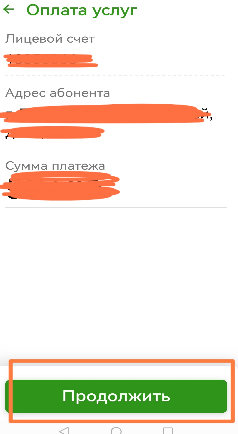 Оплата услуг
Лицевой счет
Адрес абонента
Сумма платежа
Продолжить